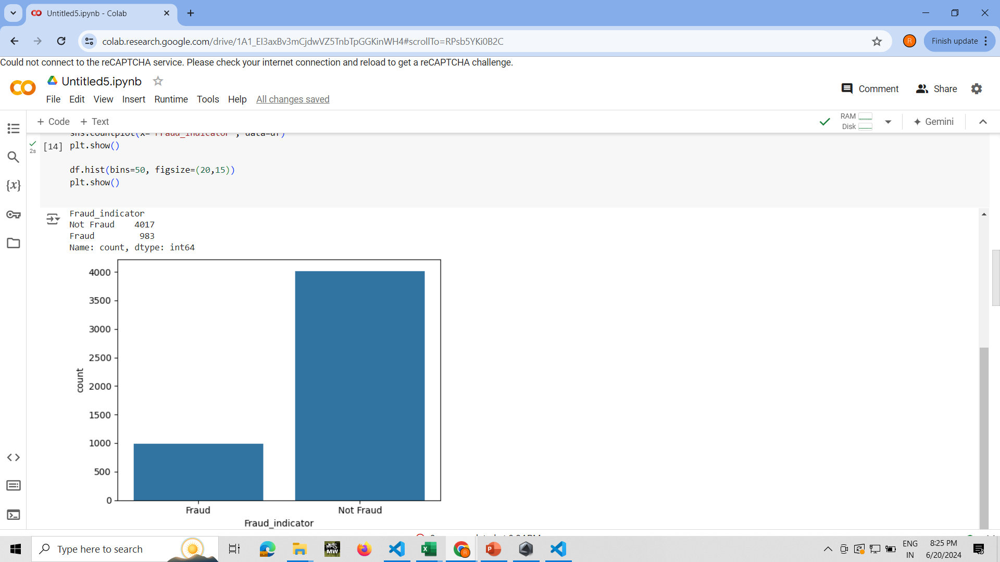 Untitled5.ipynb - Colab
colab.research.google.com/drive/1A1_EI3axBv3mCjdwVZ5TnbTpGGKinWH4#scrollTo=RPsb5YKi0B2C
R
Finish update
Could not connect to the reCAPTCHA service. Please check your internet connection and reload to get a reCAPTCHA challenge.
Untitled5.ipynb
Comment
Share
File Edit View Insert Runtime Tools Help All changes saved
+ Code + Text
RAM
Disk
Gemini
sns.countplot(x='Fraud_indicator', data=df)
2s
[14] plt.show()
df.hist(bins=50, figsize=(20,15))
plt.show()
{x}
Fraud_indicator
Not Fraud 4017
Fraud 983
Name: count, dtype: int64
4000
3500
3000
2500
count
2000
1500
1000
500
0
Fraud Not Fraud
Fraud_indicator
Type here to search
MW
R
P
ENG
IN
8:25 PM
6/20/2024